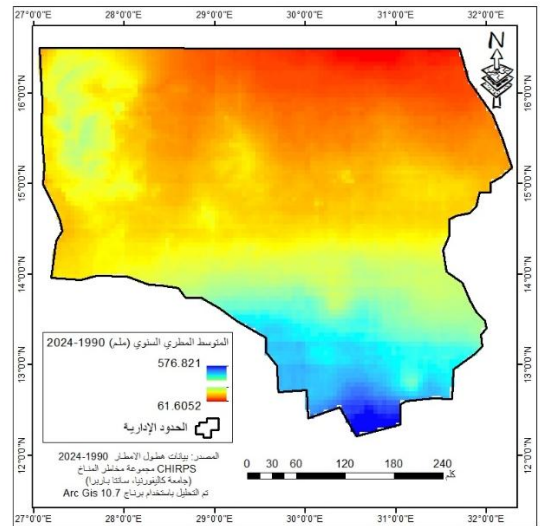 27°0'0"E 28°0'0"E 29°0'0"E 30°0'0"E 31°0'0"E 32°0'0"E
N
16°0'0"N 16°0'0"N
15°0'0"N 15°0'0"N
14°0'0"N 14°0'0"N
13°0'0"N 13°0'0"N
12°0'0"N 12°0'0"N
المتوسط المطري السنوي (ملم) 1990-2024
576.821
61.6052
الحدود الإدارية
المصدر: بيانات هطول الامطار 1990-2024
CHIRPS مجموعة مخاطر المناخ
(جامعة كاليفورنيا، سانتا باربرا)
تم التحليل باستخدام برنامج Arc Gis 10.7
0 30 60 120 180 240
27°0'0"E 28°0'0"E 29°0'0"E 30°0'0"E 31°0'0"E 32°0'0"E